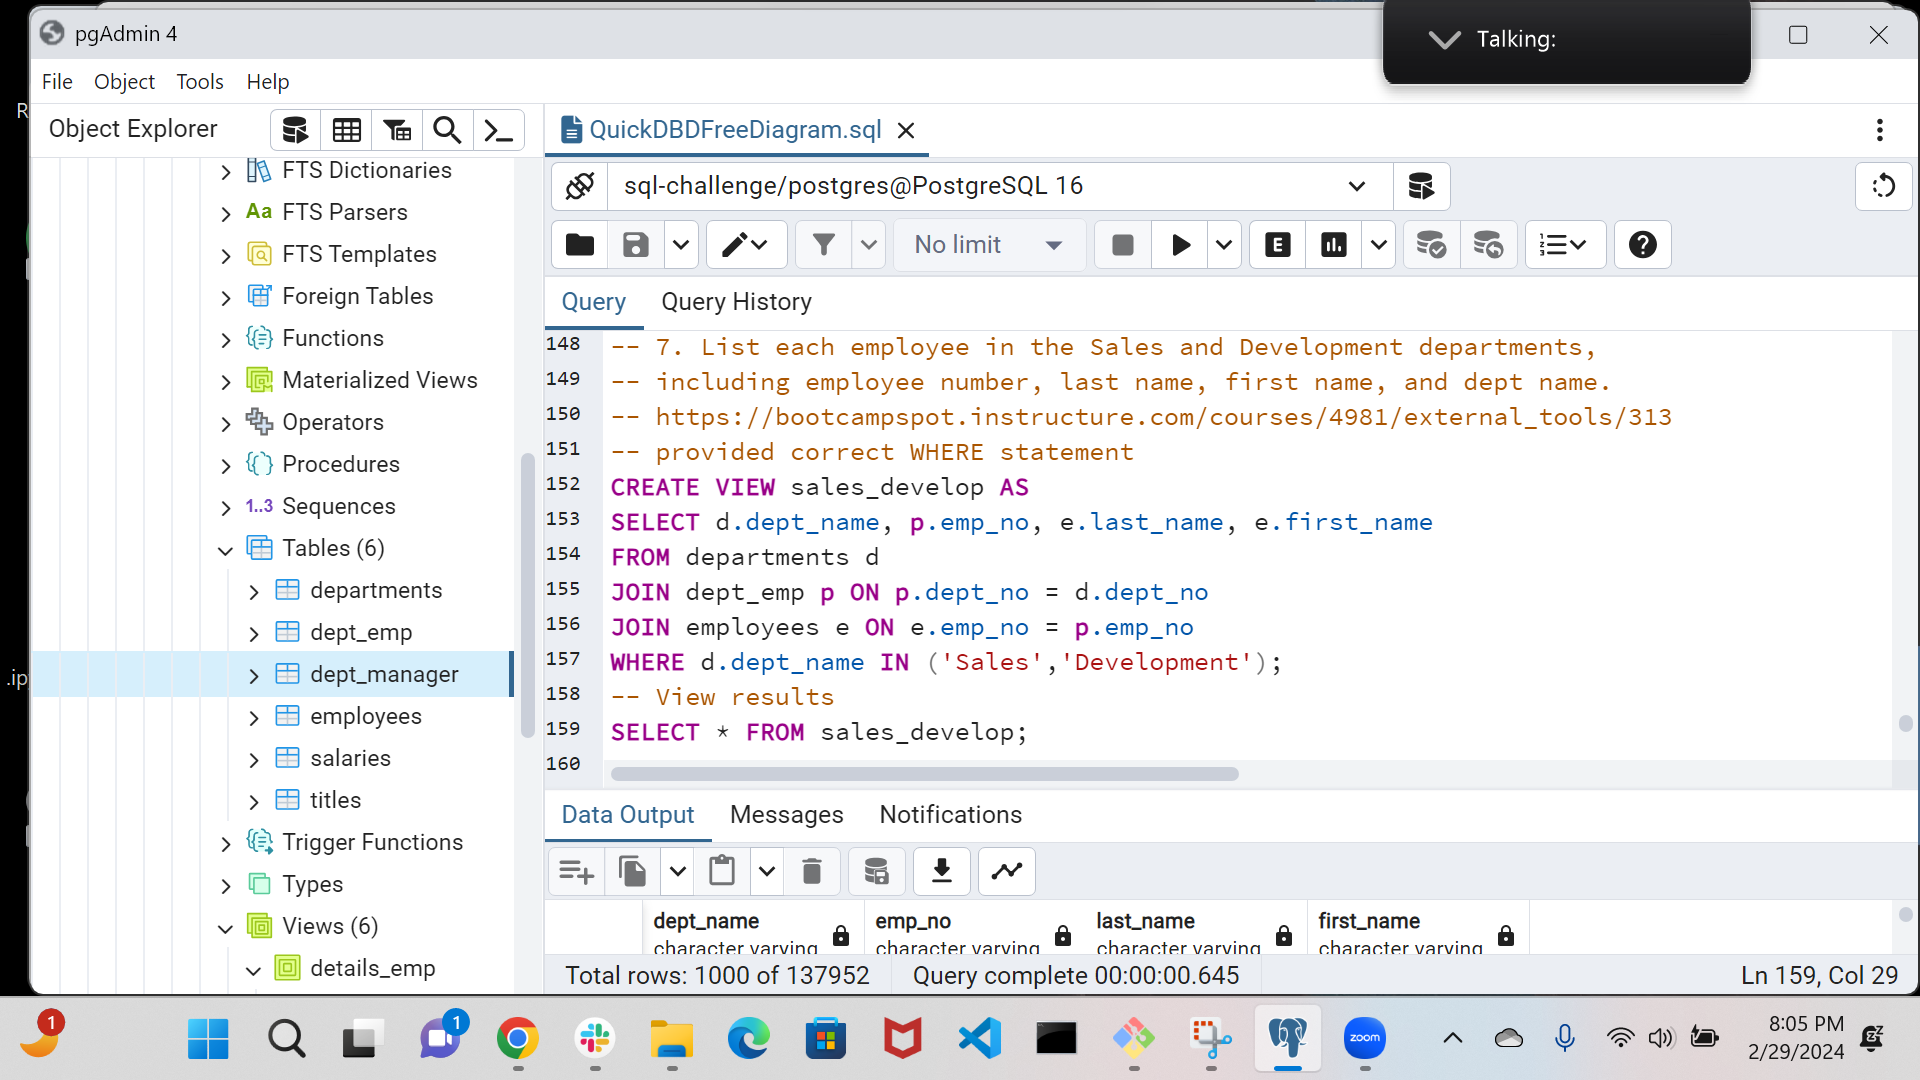 pgAdmin 4
Talking:
File Object Tools Help
R
Object Explorer
QuickDBDFreeDiagram.sql
FTS Dictionaries
sql-challenge/postgres@PostgreSQL 16
Aa FTS Parsers
FTS Templates
No limit
E
Foreign Tables
Query Query History
Functions
Materialized Views
Operators
Procedures
1..3 Sequences
Tables (6)
departments
dept_emp
.ip
dept_manager
employees
salaries
titles
Trigger Functions
Types
Views (6)
details_emp
148 -- 7. List each employee in the Sales and Development departments,
149 -- including employee number, last name, first name, and dept name.
150 -- https://bootcampspot.instructure.com/courses/4981/external_tools/313
151 -- provided correct WHERE statement
152 CREATE VIEW sales_develop AS
153 SELECT d.dept_name, p.emp_no, e.last_name, e.first_name
154 FROM departments d
155 JOIN dept_emp p ON p.dept_no = d.dept_no
156 JOIN employees e ON e.emp_no = p.emp_no
157 WHERE d.dept_name IN ('Sales','Development');
158 -- View results
159 SELECT * FROM sales_develop;
160
Data Output Messages Notifications
dept_name emp_no last_name first_name
character varying character varying character varying character varying
Total rows: 1000 of 137952 Query complete 00:00:00.645 Ln 159, Col 29
1
1
zoom
8:05 PM
2/29/2024